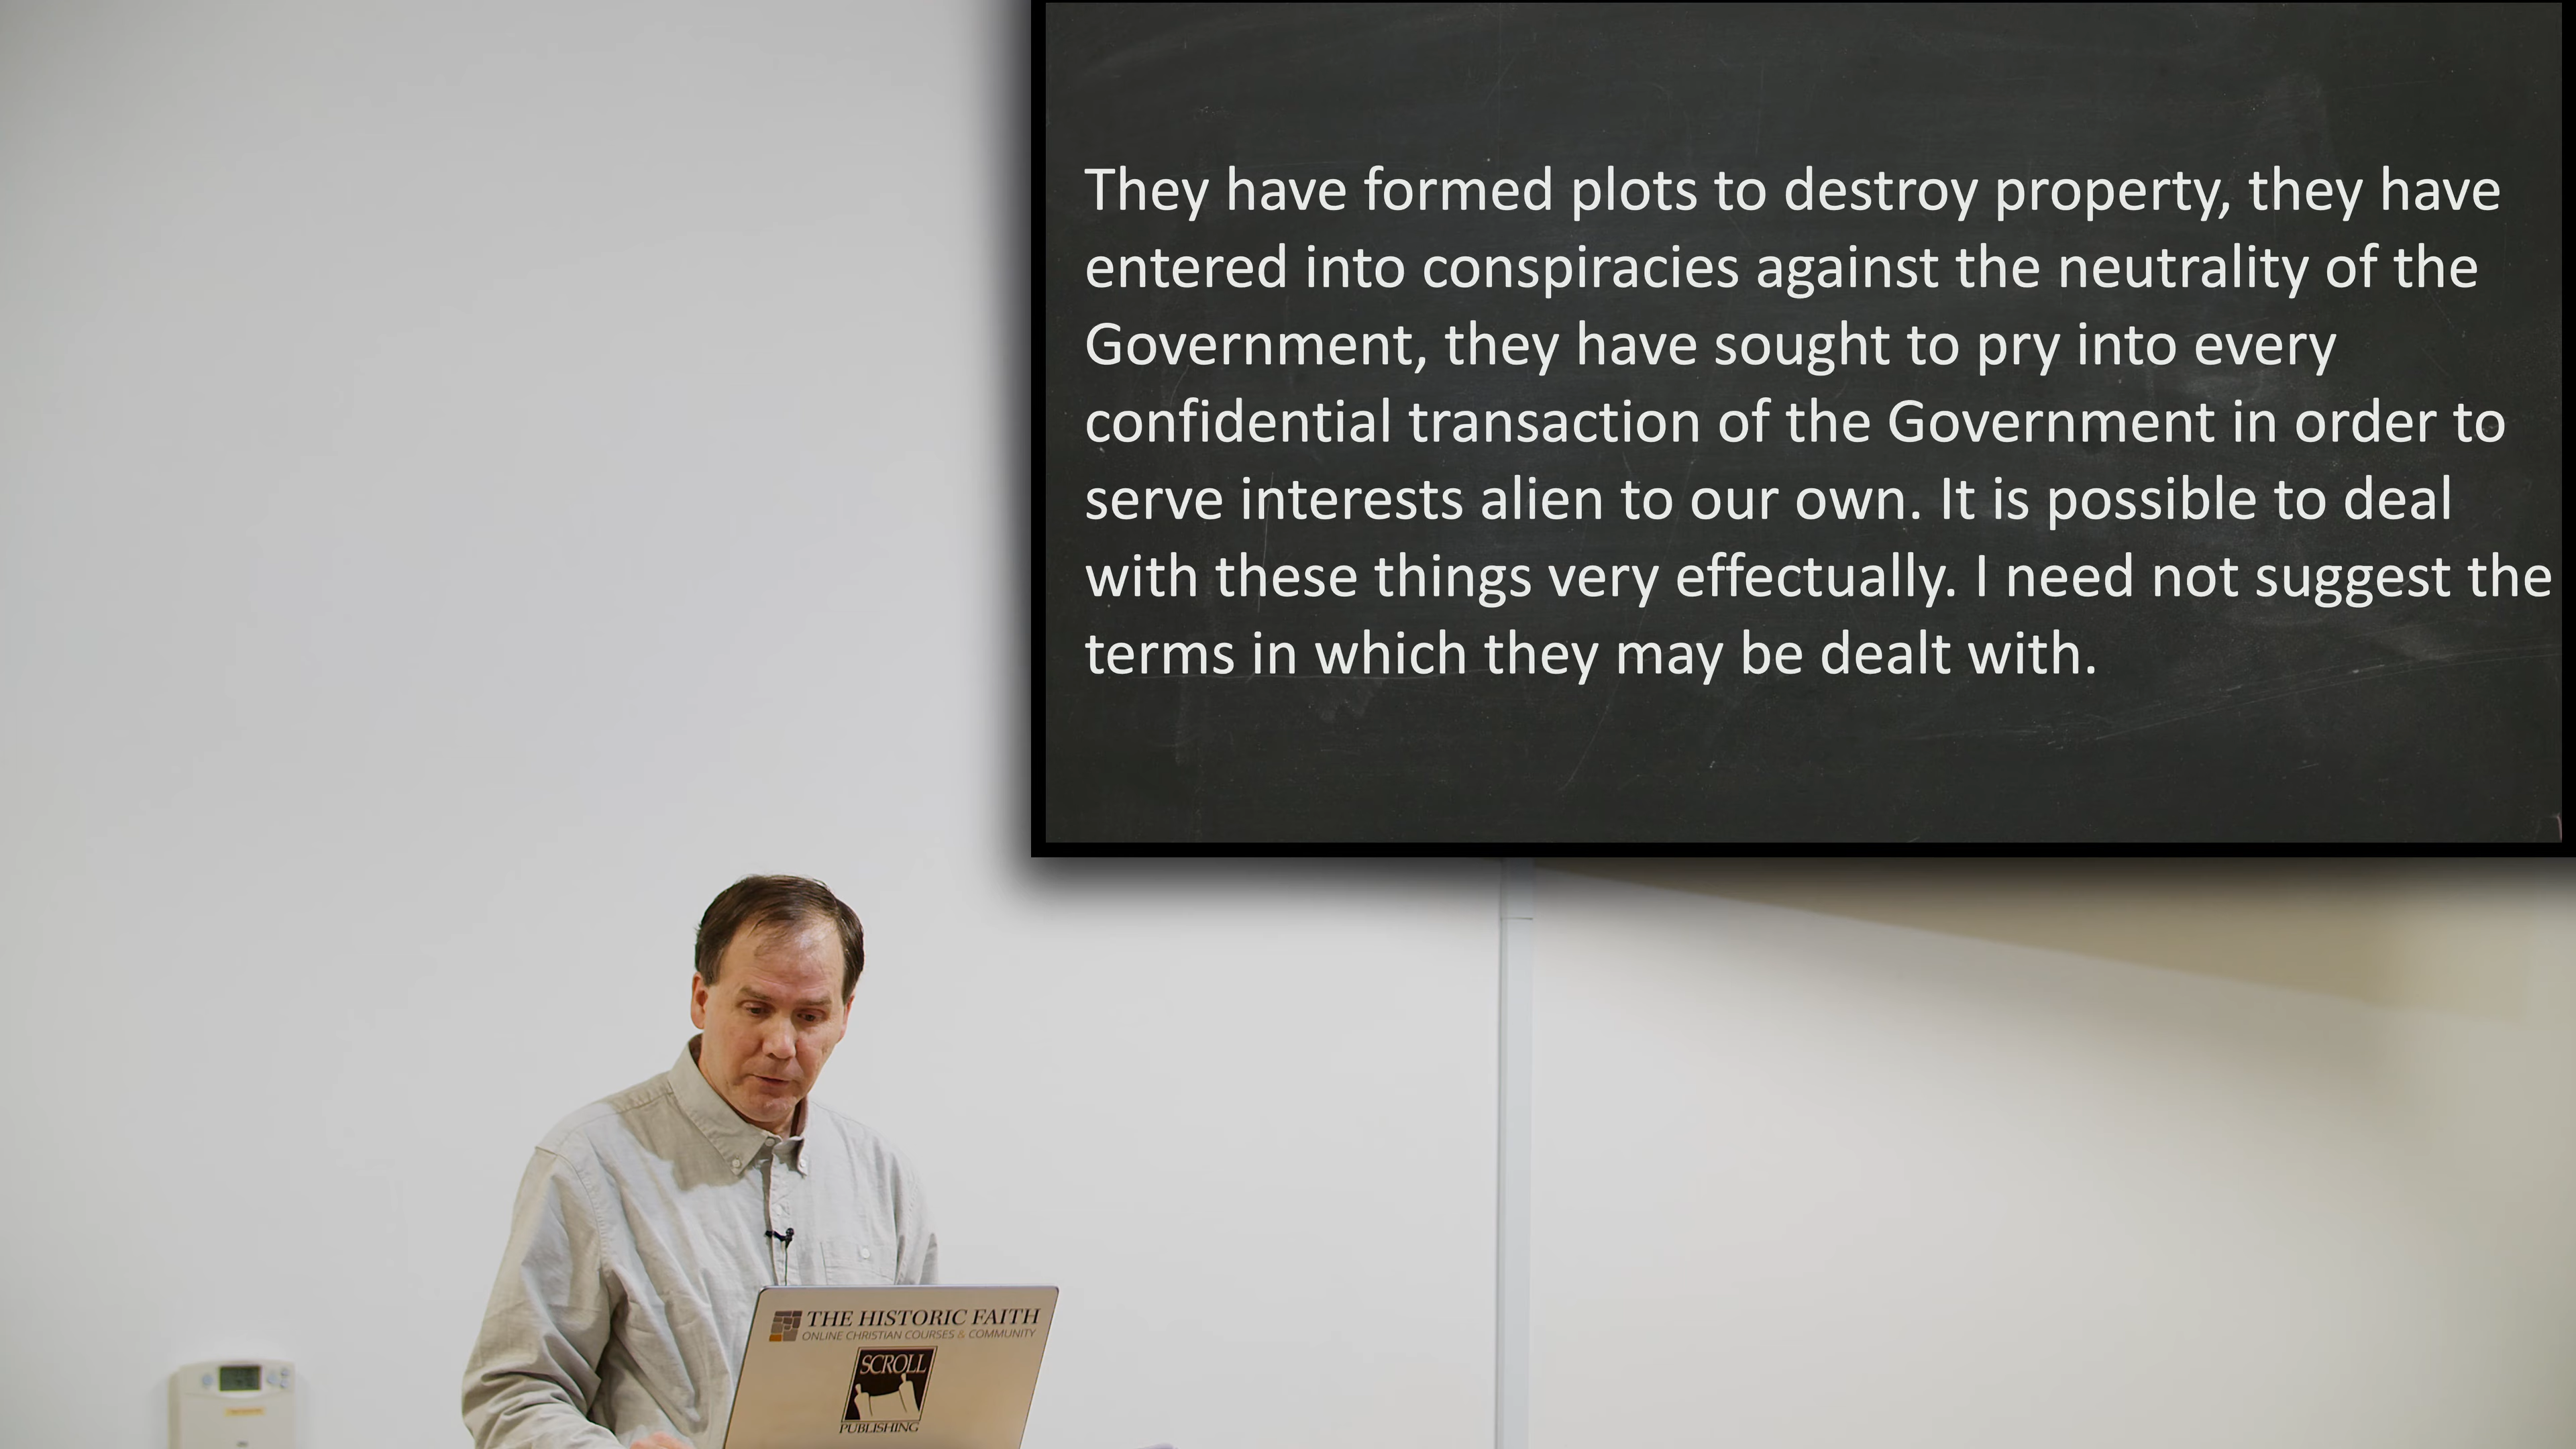 They have formed plots to destroy property, they have
entered into conspiracies against the neutrality of the
Government, they have sought to pry into every
confidential transaction of the Government in order to
serve interests alien to our own. It is possible to deal
with these things very effectually. I need not suggest the
terms in which they may be dealt with.
THE HISTORIC FAITH
ONLINE CHRISTIAN COURSES & COMMUNITY
SCROLL
PUBLISHING